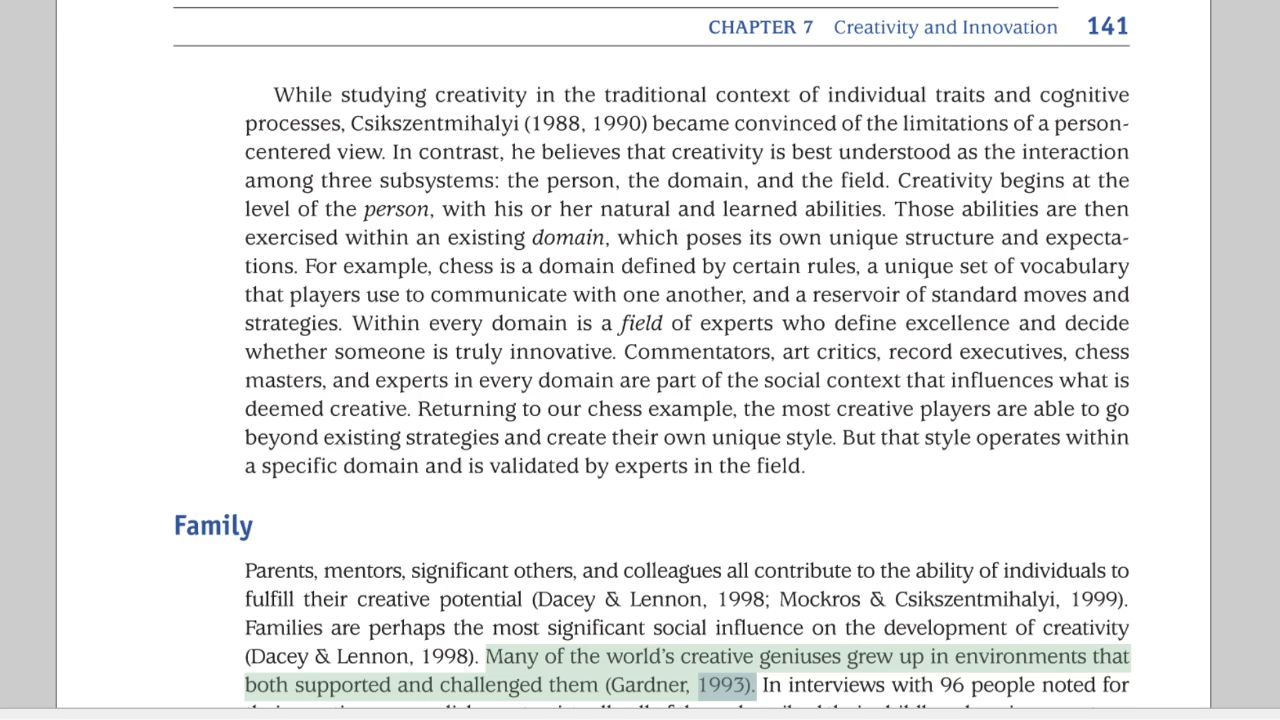 CHAPTER 7 Creativity and Innovation 141
While studying creativity in the traditional context of individual traits and cognitive
processes, Csikszentmihalyi (1988, 1990) became convinced of the limitations of a person-
centered view. In contrast, he believes that creativity is best understood as the interaction
among three subsystems: the person, the domain, and the field. Creativity begins at the
level of the person, with his or her natural and learned abilities. Those abilities are then
exercised within an existing domain, which poses its own unique structure and expecta-
tions. For example, chess is a domain defined by certain rules, a unique set of vocabulary
that players use to communicate with one another, and a reservoir of standard moves and
strategies. Within every domain is a field of experts who define excellence and decide
whether someone is truly innovative. Commentators, art critics, record executives, chess
masters, and experts in every domain are part of the social context that influences what is
deemed creative. Returning to our chess example, the most creative players are able to go
beyond existing strategies and create their own unique style. But that style operates within
a specific domain and is validated by experts in the field.
Family
Parents, mentors, significant others, and colleagues all contribute to the ability of individuals to
fulfill their creative potential (Dacey & Lennon, 1998; Mockros & Csikszentmihalyi, 1999).
Families are perhaps the most significant social influence on the development of creativity
(Dacey & Lennon, 1998). Many of the world's creative geniuses grew up in environments that
both supported and challenged them (Gardner, 1993). In interviews with 96 people noted for